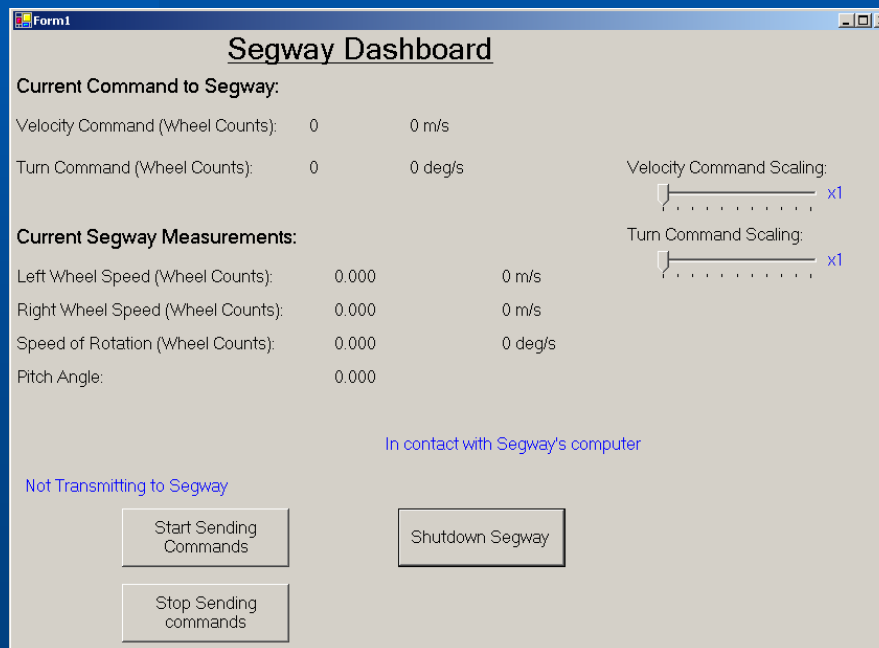 Form1
Segway Dashboard
Current Command to Segway:
Velocity Command (Wheel Counts): 0 0 m/s
Turn Command (Wheel Counts): 0 0 deg/s
Velocity Command Scaling:
x1
Current Segway Measurements:
Turn Command Scaling:
x1
Left Wheel Speed (Wheel Counts): 0.000 0 m/s
Right Wheel Speed (Wheel Counts): 0.000 0 m/s
Speed of Rotation (Wheel Counts): 0.000 0 deg/s
Pitch Angle: 0.000
In contact with Segway's computer
Not Transmitting to Segway
Start Sending
Commands
Shutdown Segway
Stop Sending
commands